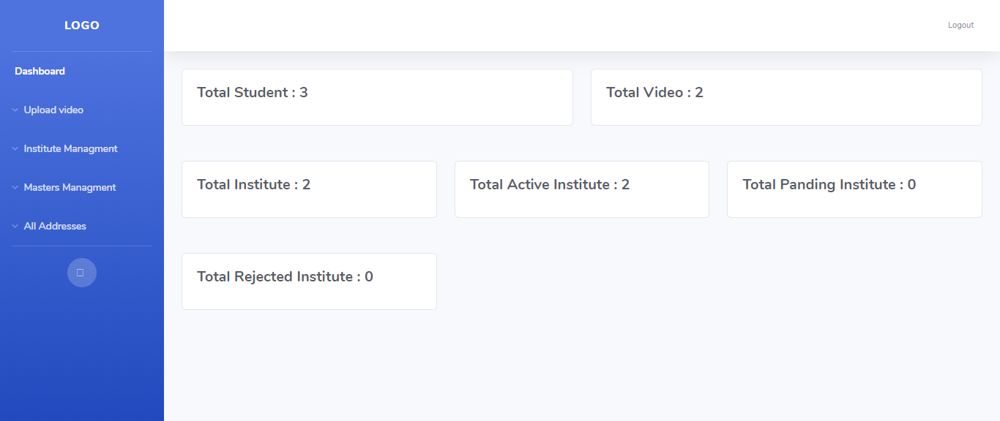 LOGO
Logout
Dashboard
Upload video
Institute Managment
Masters Managment
All Addresses
Total Student : 3
Total Video : 2
Total Institute : 2
Total Active Institute : 2
Total Panding Institute : 0
Total Rejected Institute : 0